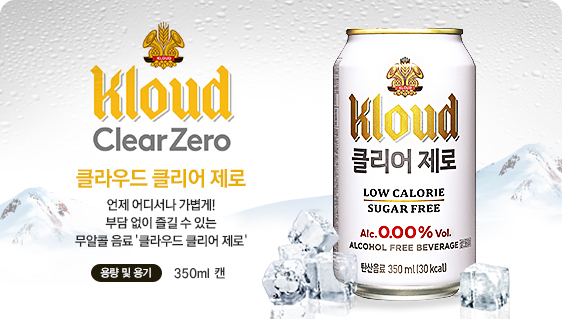 KLOUD
Kloud
Clear Zero
클라우드 클리어 제로
언제 어디서나 가볍게!
부담 없이 즐길 수 있는
무알콜 음료 '클라우드 클리어 제로'
용량 및 용기 350ml 캔
KLOUD
Kloud
클리어 제로
LOW CALORIE
SUGAR FREE
Alc. 0.00% Vol.
ALCOHOL FREE BEVERAGE
탄산음료 350 ml (30 kcal)